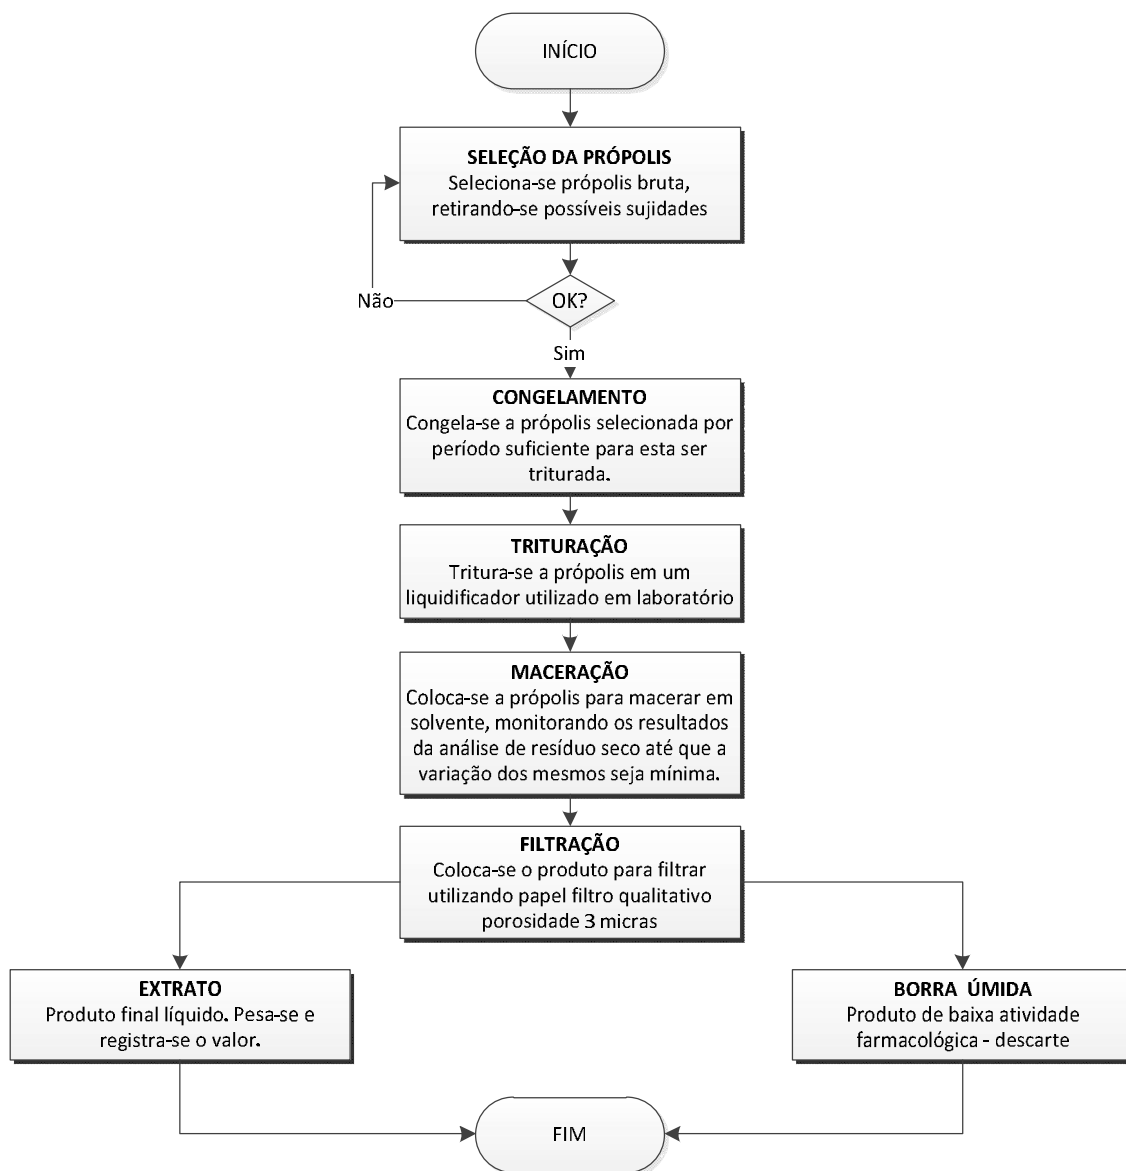 INÍCIO
SELEÇÃO DA PRÓPOLIS
Seleciona-se própolis bruta,
retirando-se possíveis sujidades
Não
OK?
Sim
CONGELAMENTO
Congela-se a própolis selecionada por
período suficiente para esta ser
triturada.
TRITURAÇÃO
Tritura-se a própolis em um
liquidificador utilizado em laboratório
MACERAÇÃO
Coloca-se a própolis para macerar em
solvente, monitorando os resultados
da análise de resíduo seco até que a
variação dos mesmos seja mínima.
FILTRAÇÃO
Coloca-se o produto para filtrar
utilizando papel filtro qualitativo
porosidade 3 micras
EXTRATO
Produto final líquido. Pesa-se e
registra-se o valor.
BORRA ÚMIDA
Produto de baixa atividade
farmacológica - descarte
FIM